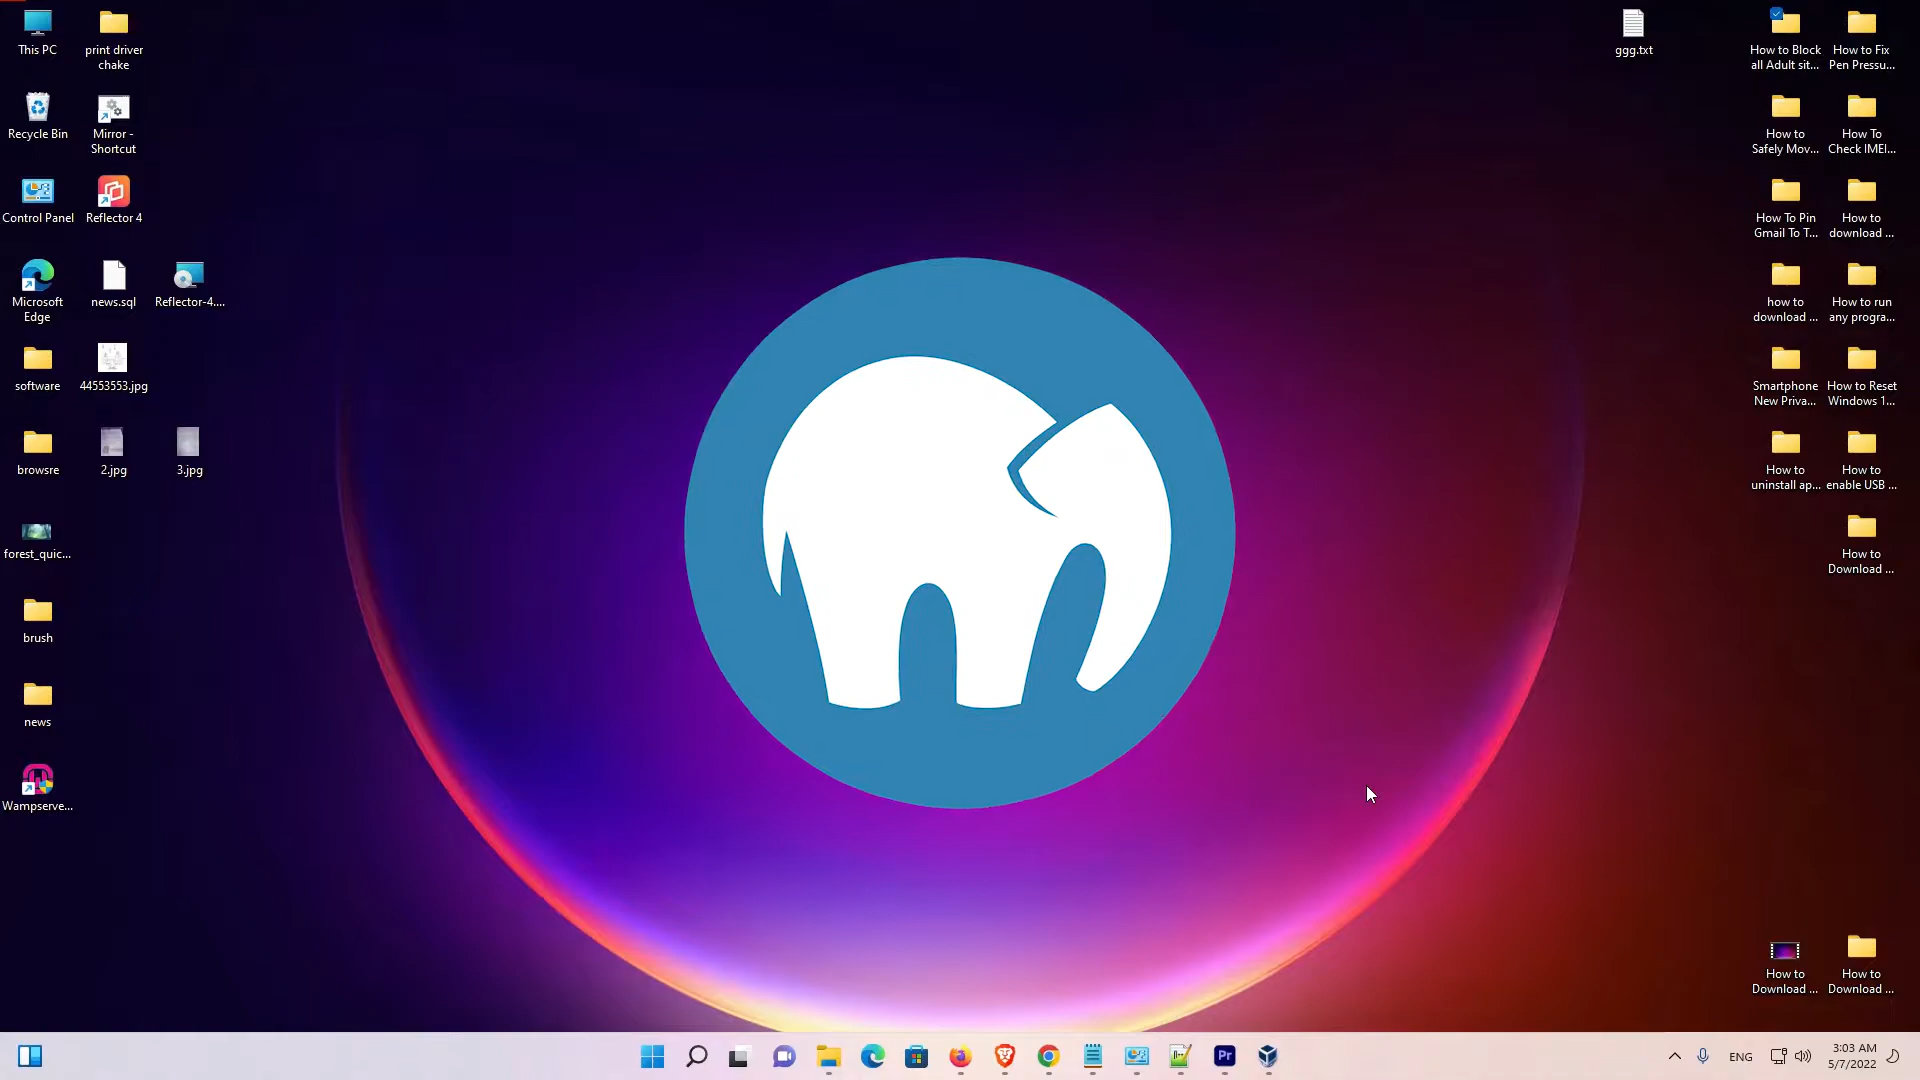 This PC
print driver
chake
Recycle Bin
Mirror -
Shortcut
Control Panel
Reflector 4
Microsoft
Edge
news.sql
Reflector-4....
software
44553553.jpg
browsre
2.jpg
3.jpg
forest_quic...
brush
news
Wampserve...
ggg.txt
How to Block
all Adult sit...
How to Fix
Pen Pressu...
How to
Safely Mov...
How To
Check IMEI...
How To Pin
Gmail To T...
How to
download ...
how to
download ...
How to run
any progra...
Smartphone
New Priva...
How to Reset
Windows 1...
How to
uninstall ap...
How to
enable USB ...
How to
Download ...
How to
Download ...
How to
Download ...
Pr
ENG
3:03 AM
5/7/2022